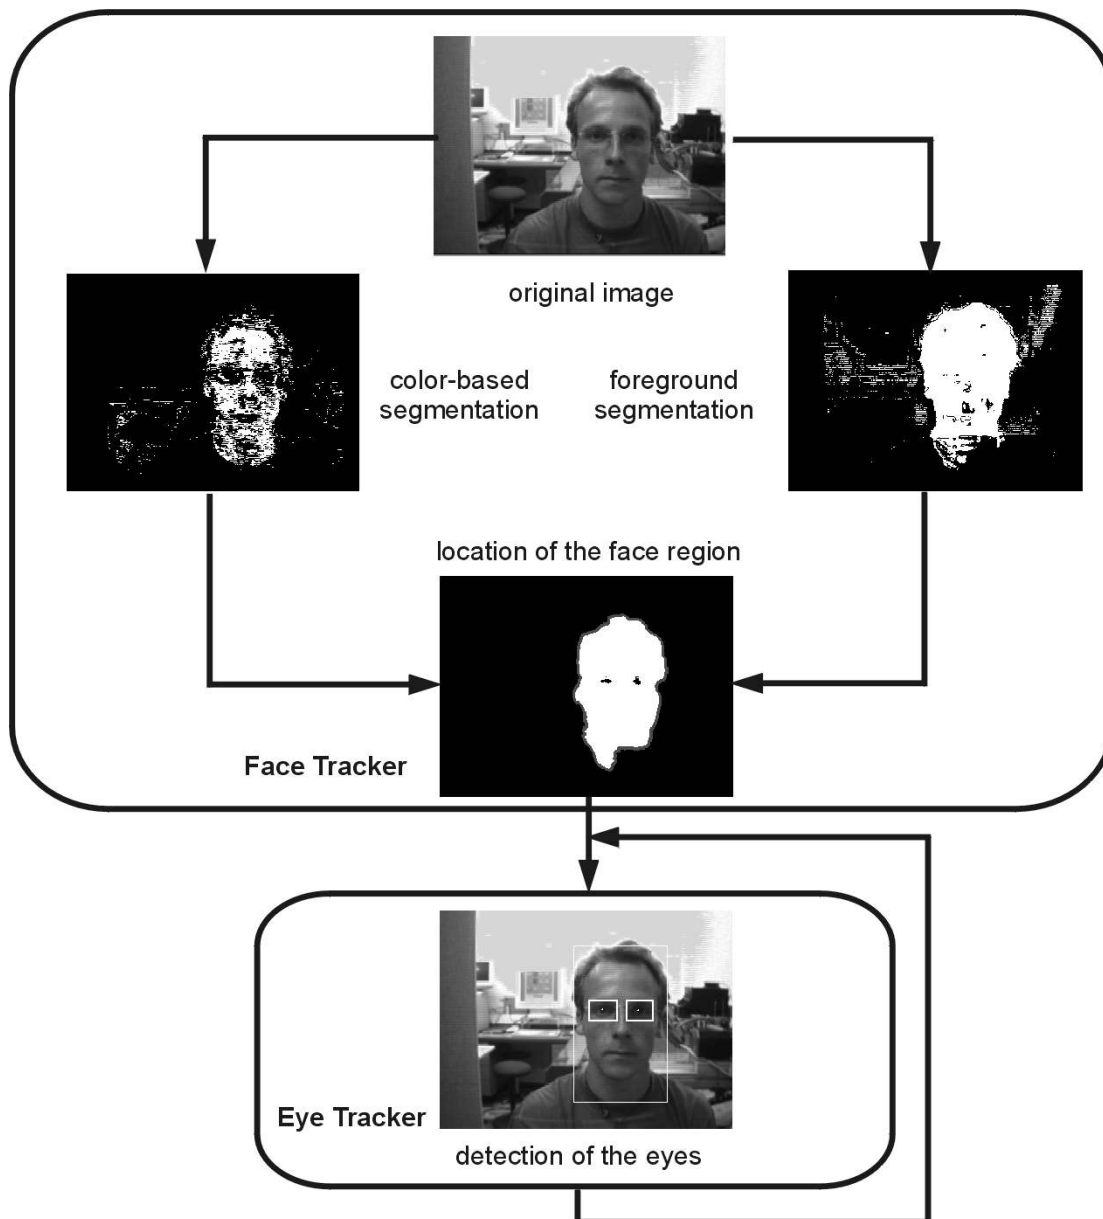 original image
color-based
segmentation
foreground
segmentation
location of the face region
Face Tracker
Eye Tracker
detection of the eyes